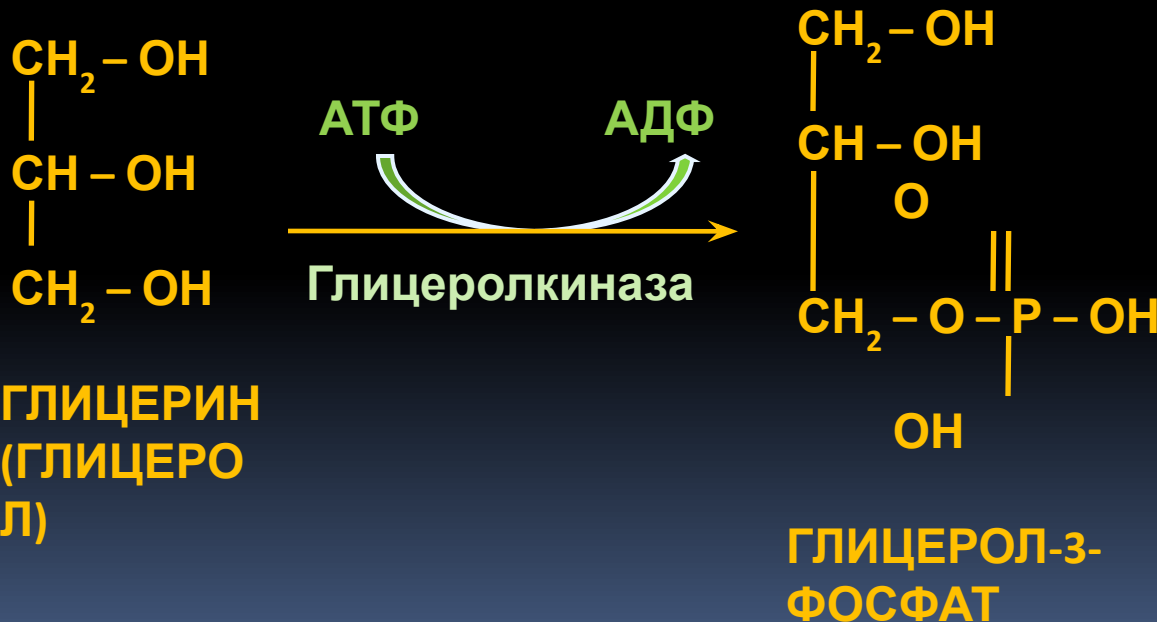 CH₂ – OH
CH – OH
CH₂ – OH
ГЛИЦЕРИН
(ГЛИЦЕРО
Л)
АТФ
АДФ
Глицеролкиназа
CH₂ – OH
CH – OH
O
CH₂ – O – P – OH
OH
ГЛИЦЕРОЛ-3-
ФОСФАТ